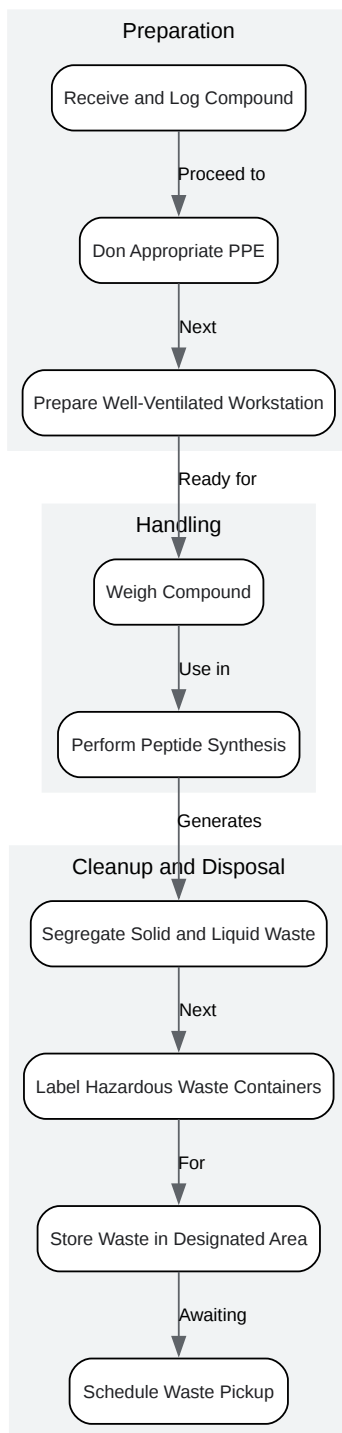 Preparation
Receive and Log Compound
Proceed to
Don Appropriate PPE
Next
Prepare Well-Ventilated Workstation
Ready for
Handling
Weigh Compound
Use in
Perform Peptide Synthesis
Generates
Cleanup and Disposal
Segregate Solid and Liquid Waste
Next
Label Hazardous Waste Containers
For
Store Waste in Designated Area
Awaiting
Schedule Waste Pickup